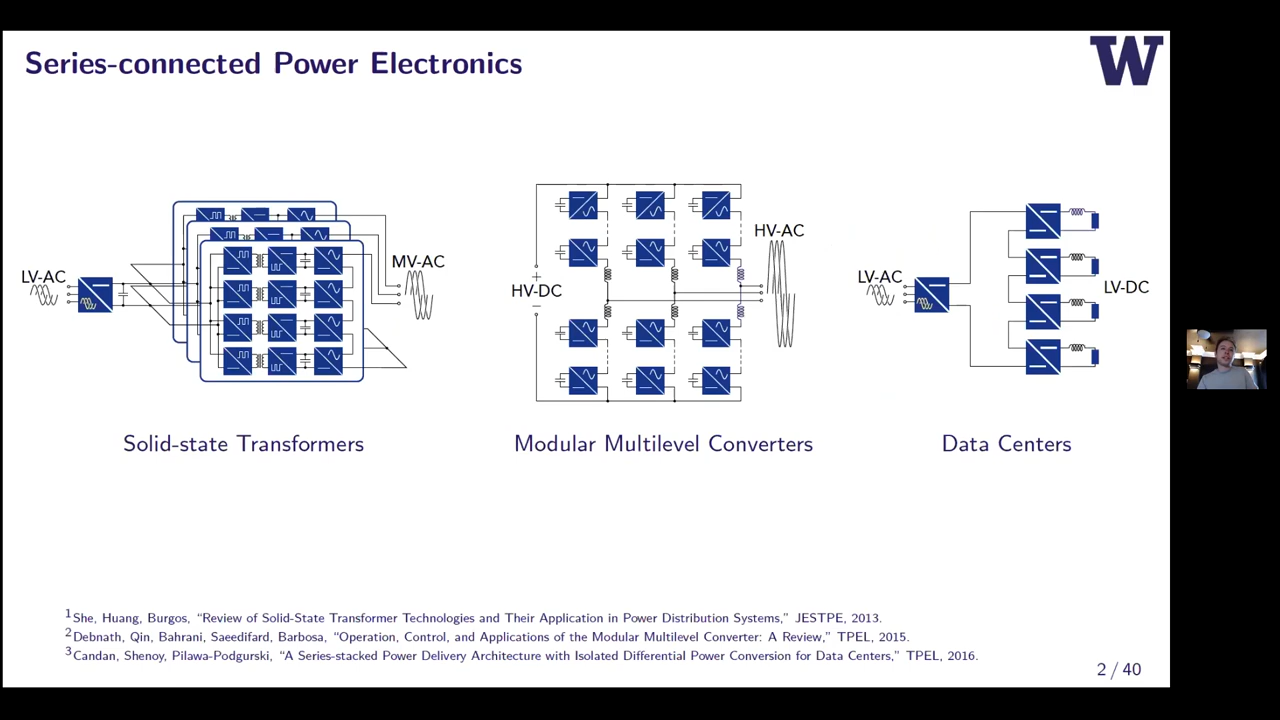 Series-connected Power Electronics
W
LV-AC
MV-AC
HV-DC
+
−
HV-AC
LV-AC
LV-DC
Solid-state Transformers
Modular Multilevel Converters
Data Centers
1She, Huang, Burgos, “Review of Solid-State Transformer Technologies and Their Application in Power Distribution Systems,” JESTPE, 2013.
2Debnath, Qin, Bahrani, Saeedifard, Barbosa, “Operation, Control, and Applications of the Modular Multilevel Converter: A Review,” TPEL, 2015.
3Candan, Shenoy, Pilawa-Podgurski, “A Series-stacked Power Delivery Architecture with Isolated Differential Power Conversion for Data Centers,” TPEL, 2016.
2 / 40